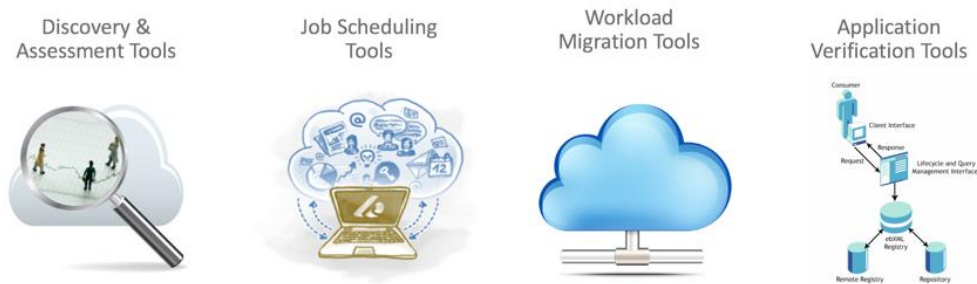 Discovery &
Assessment Tools
Job Scheduling
Tools
Workload
Migration Tools
Application
Verification Tools
@
12
Consumer
Client Interface
Response
Request
Lifecycle and Query
Management Interface
ebXML
Registry
Remote Registry
Repository